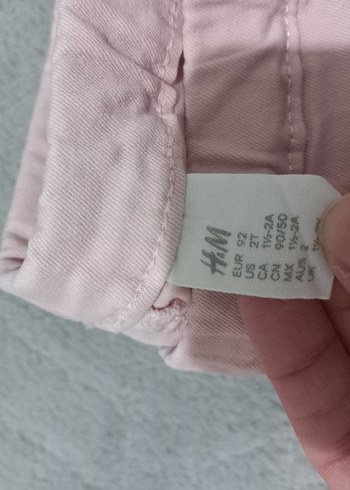 H&M
EUR 92
US 2T
CA 1½-2A
CN 90/50
MX 1½-2A
AUS 2
UK